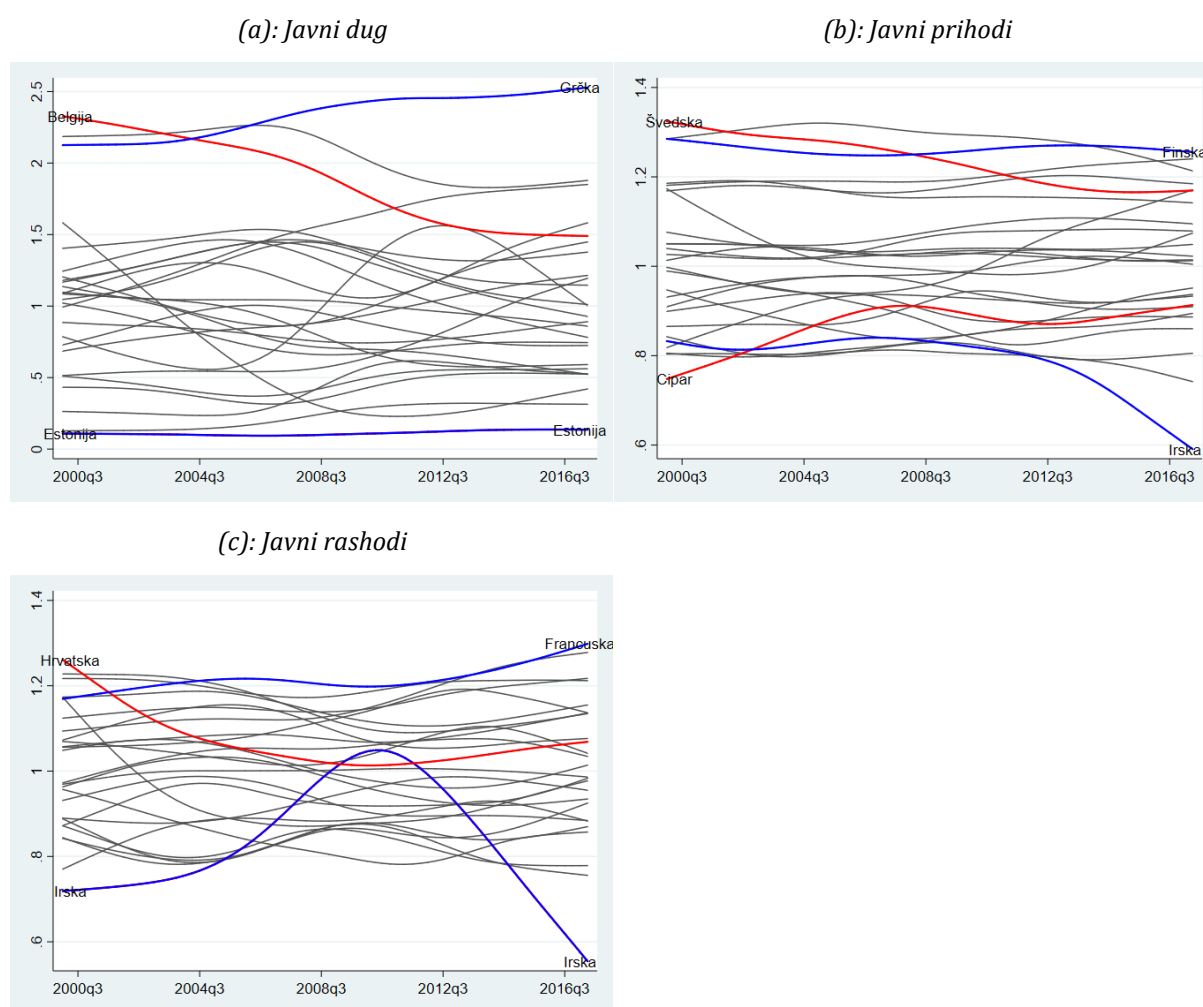 (a): Javni dug
2.5
2
1.5
1
.5
0
Belgija
Grčka
Estonija
Estonija
2000q3 2004q3 2008q3 2012q3 2016q3
(b): Javni prihodi
1.4
1.2
1
.8
.6
Švedska
Finska
Cipar
Irska
2000q3 2004q3 2008q3 2012q3 2016q3
(c): Javni rashodi
1.4
1.2
1
.8
.6
Hrvatska
Francuska
Irska
Irska
2000q3 2004q3 2008q3 2012q3 2016q3